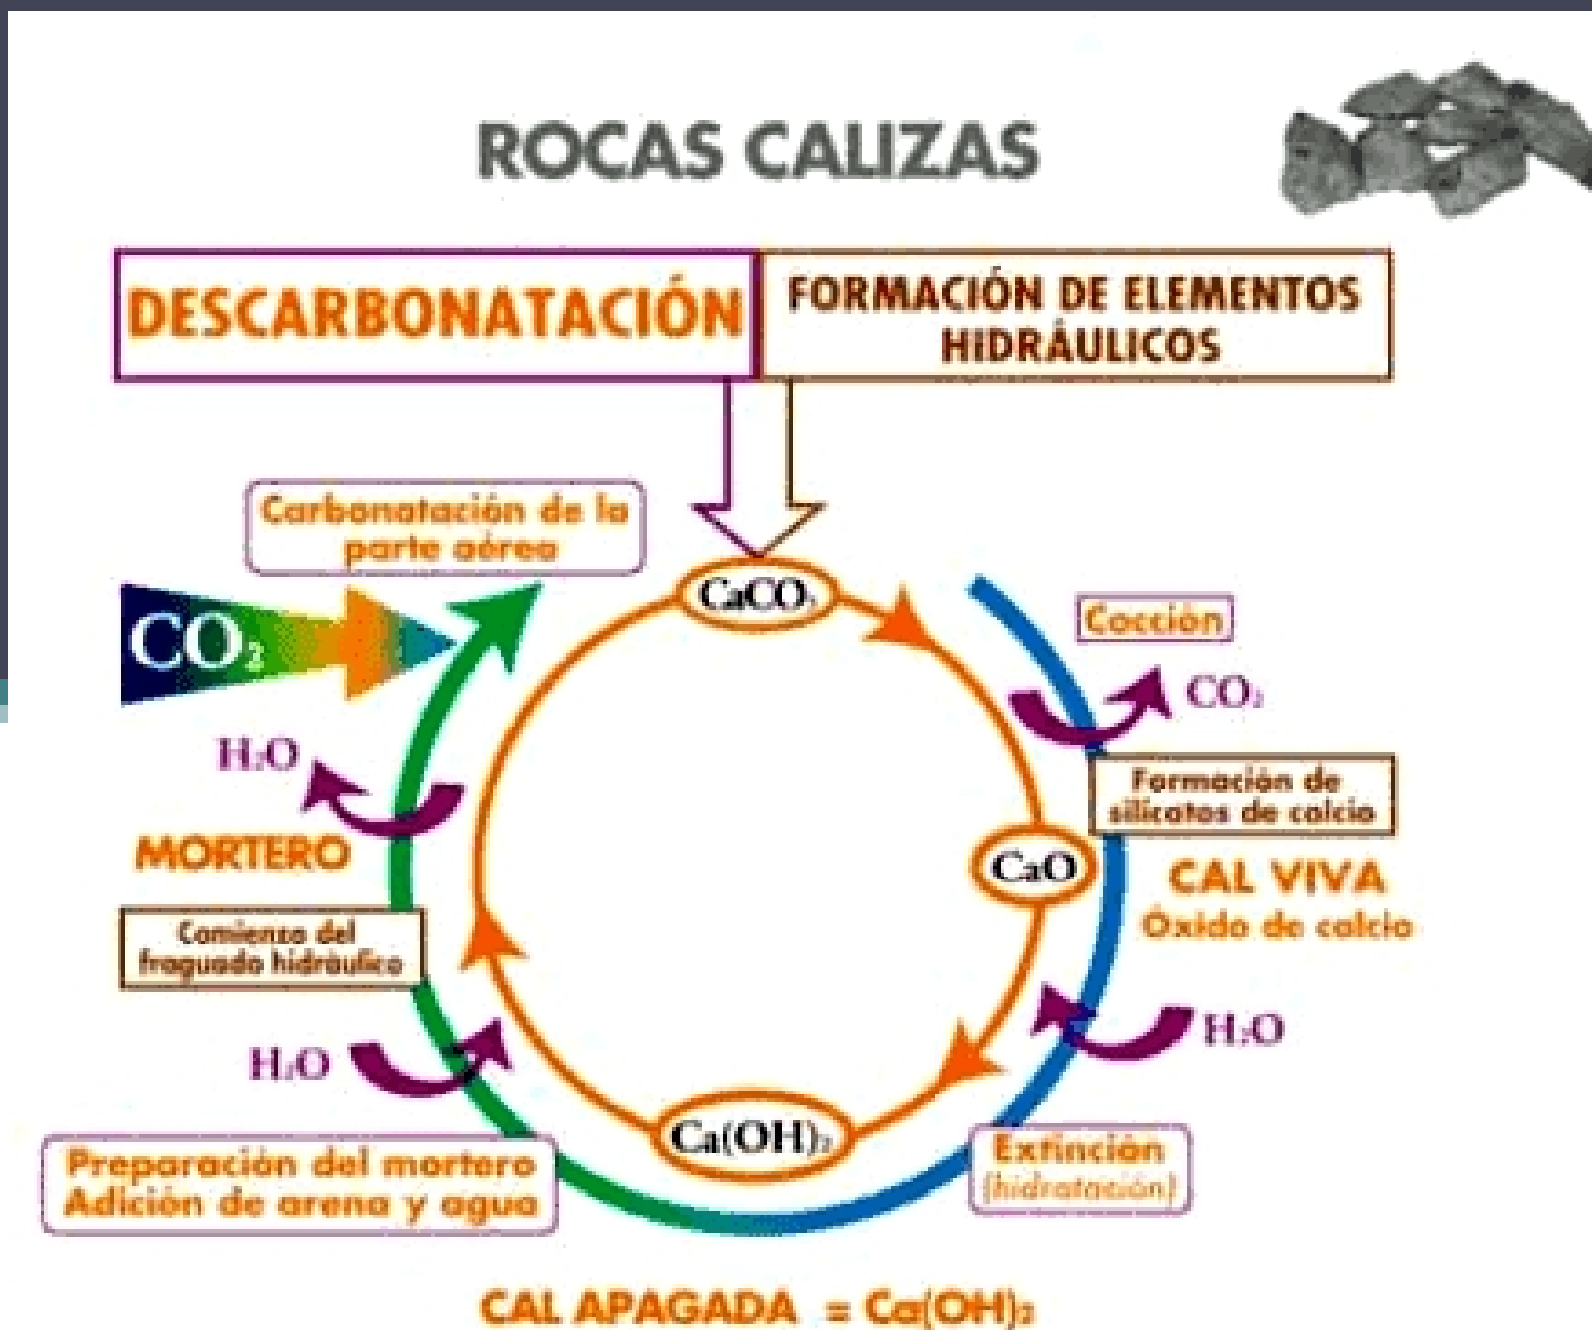 ROCAS CALIZAS
DESCARBONATACIÓN
FORMACIÓN DE ELEMENTOS
HIDRÁULICOS
Carbonatación de la
parte aérea
CaCO₃
CO₂
Cocción
CO₂
H₂O
Formación de
silicatos de calcio
MORTERO
CaO
CAL VIVA
Óxido de calcio
Comienzo del
fraguado hidráulico
H₂O
H₂O
Ca(OH)₂
Preparación del mortero
Adición de arena y agua
Extinción
(hidratación)
CAL APAGADA = Ca(OH)₂